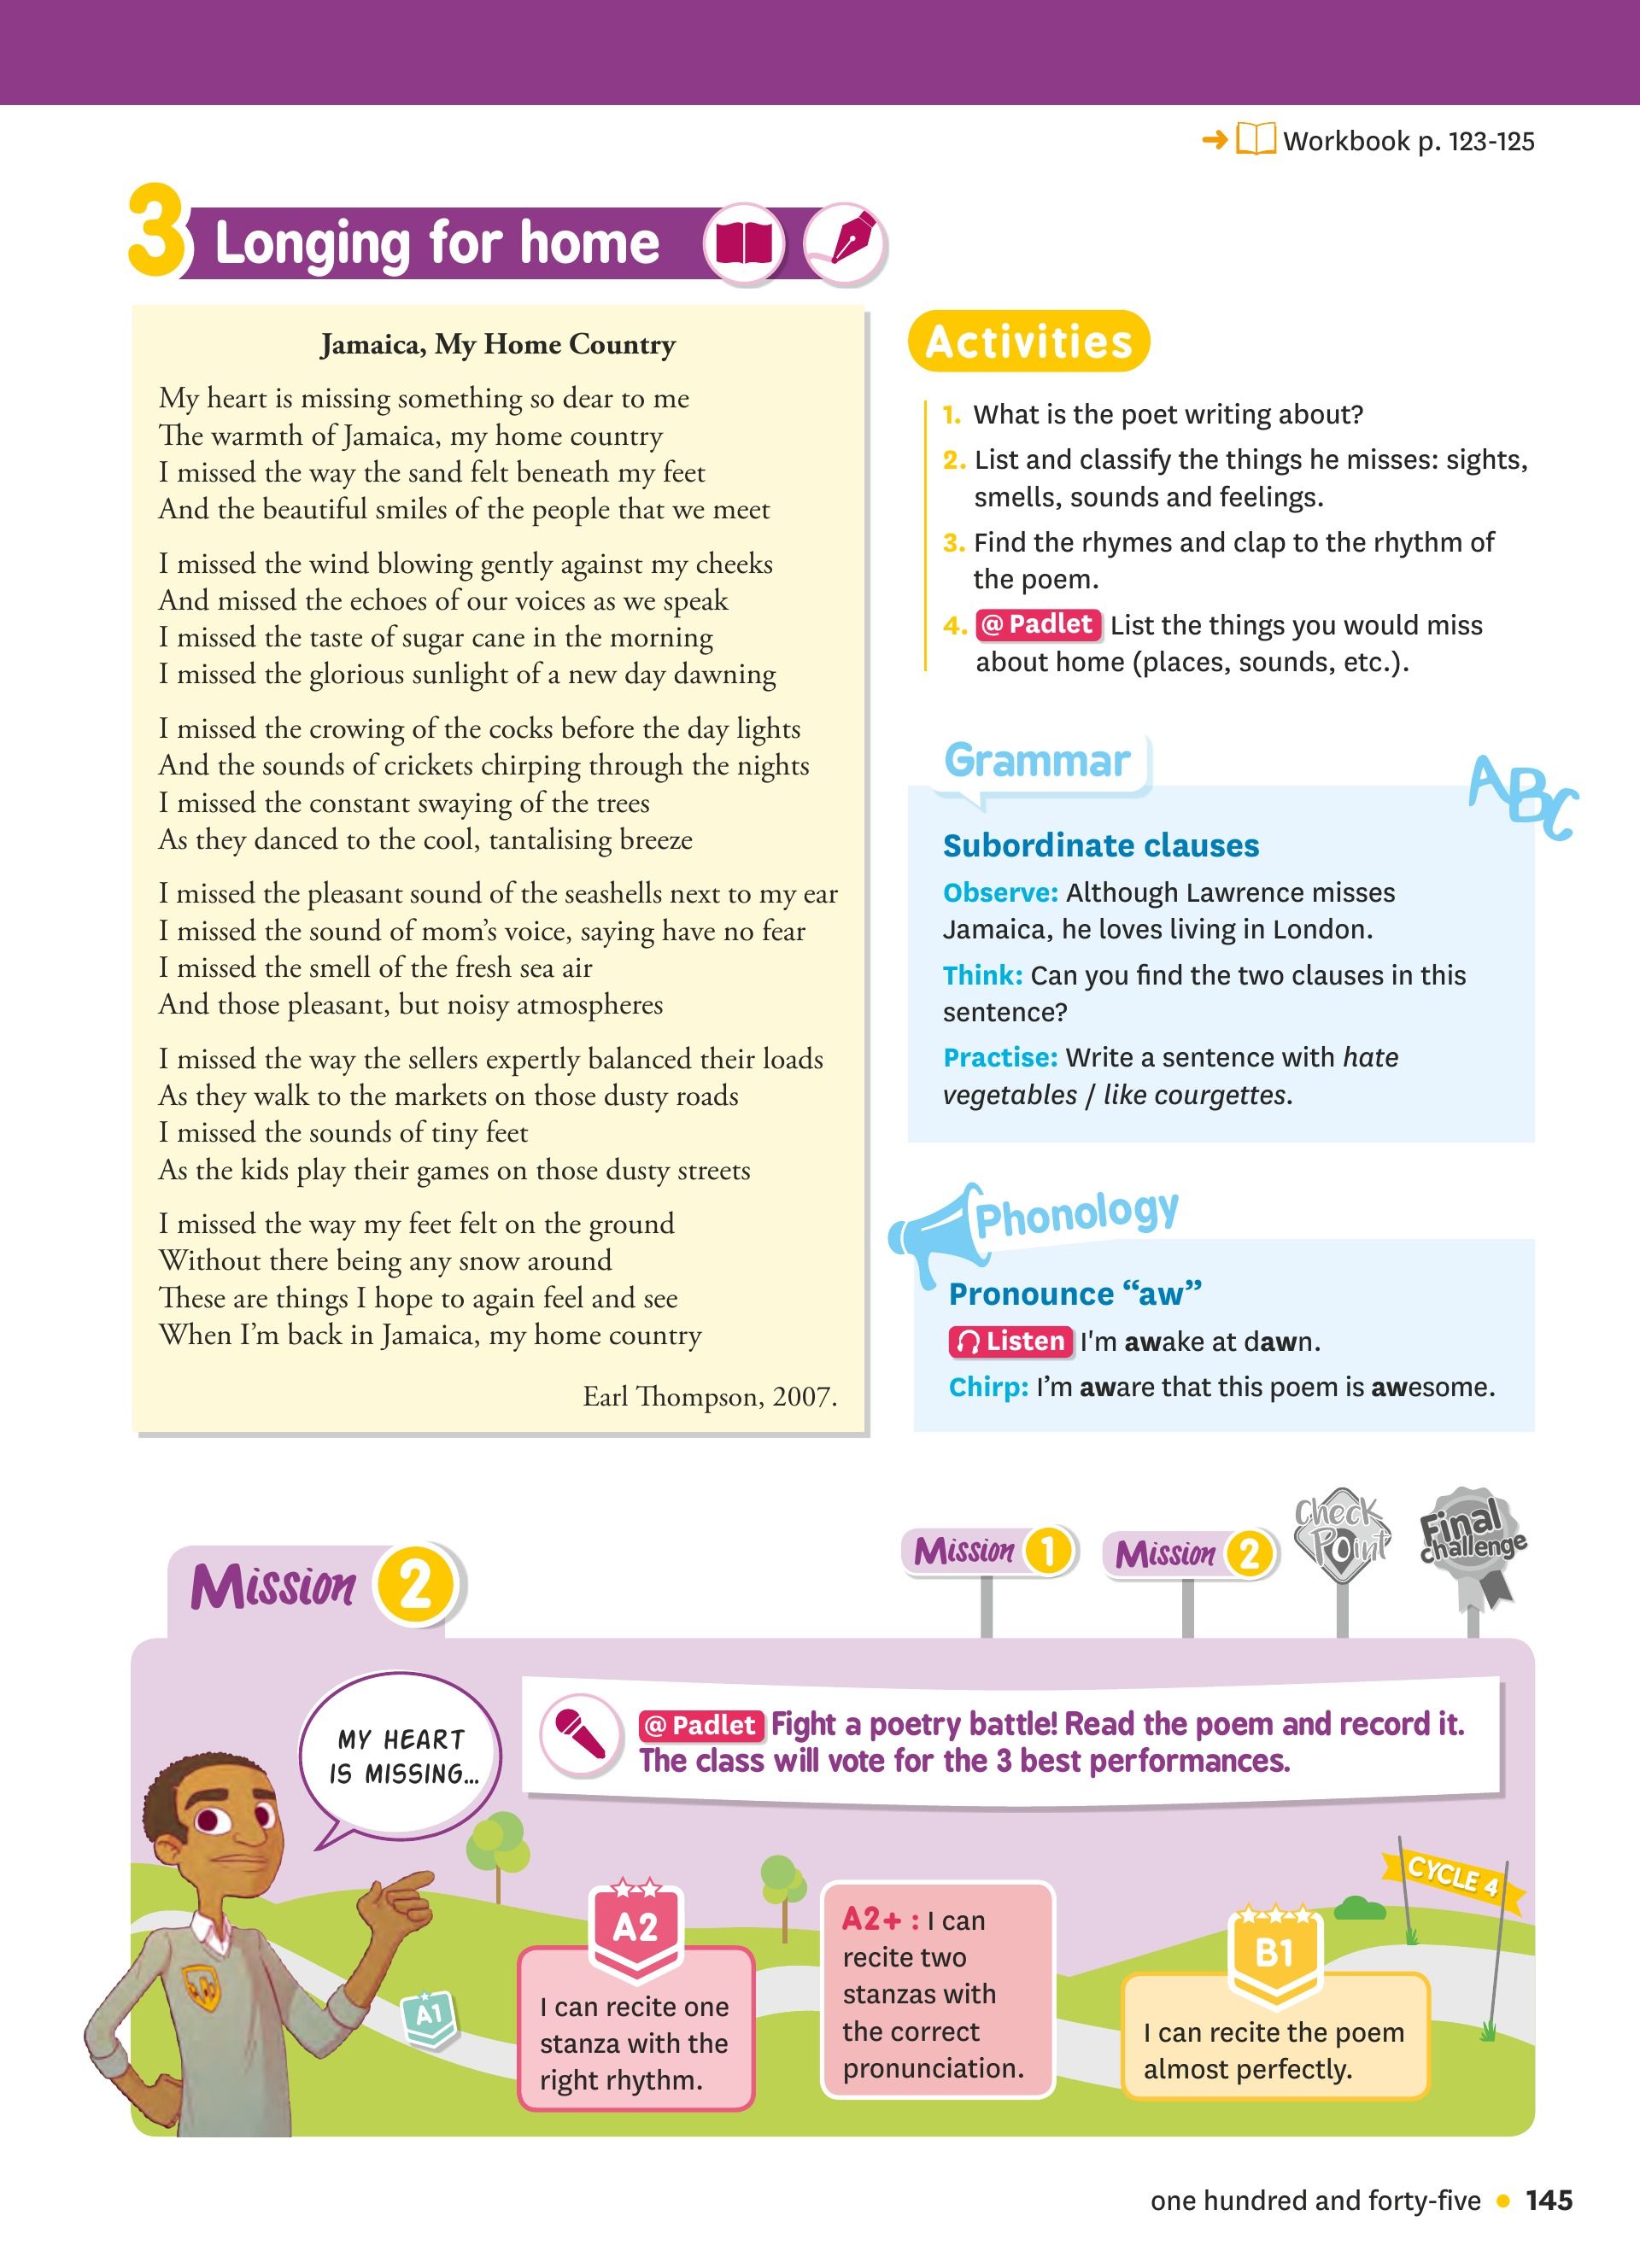 Workbook p. 123-125
3 Longing for home
Jamaica, My Home Country
My heart is missing something so dear to me
The warmth of Jamaica, my home country
I missed the way the sand felt beneath my feet
And the beautiful smiles of the people that we meet
I missed the wind blowing gently against my cheeks
And missed the echoes of our voices as we speak
I missed the taste of sugar cane in the morning
I missed the glorious sunlight of a new day dawning
I missed the crowing of the cocks before the day lights
And the sounds of crickets chirping through the nights
I missed the constant swaying of the trees
As they danced to the cool, tantalising breeze
I missed the pleasant sound of the seashells next to my ear
I missed the sound of mom's voice, saying have no fear
I missed the smell of the fresh sea air
And those pleasant, but noisy atmospheres
I missed the way the sellers expertly balanced their loads
As they walk to the markets on those dusty roads
I missed the sounds of tiny feet
As the kids play their games on those dusty streets
I missed the way my feet felt on the ground
Without there being any snow around
These are things I hope to again feel and see
When I'm back in Jamaica, my home country
Earl Thompson, 2007.
Activities
1. What is the poet writing about?
2. List and classify the things he misses: sights,
smells, sounds and feelings.
3. Find the rhymes and clap to the rhythm of
the poem.
4. @ Padlet List the things you would miss
about home (places, sounds, etc.).
Grammar
ABC
Subordinate clauses
Observe: Although Lawrence misses
Jamaica, he loves living in London.
Think: Can you find the two clauses in this
sentence?
Practise: Write a sentence with hate
vegetables / like courgettes.
Phonology
Pronounce “aw”
Listen I'm awake at dawn.
Chirp: I'm aware that this poem is awesome.
Mission 1
Mission 2
Check Point
Final challenge
Mission 2
MY HEART
IS MISSING...
@ Padlet Fight a poetry battle! Read the poem and record it.
The class will vote for the 3 best performances.
CYCLE 4
A1
A2
I can recite one
stanza with the
right rhythm.
A2+ : I can
recite two
stanzas with
the correct
pronunciation.
B1
I can recite the poem
almost perfectly.
one hundred and forty-five • 145